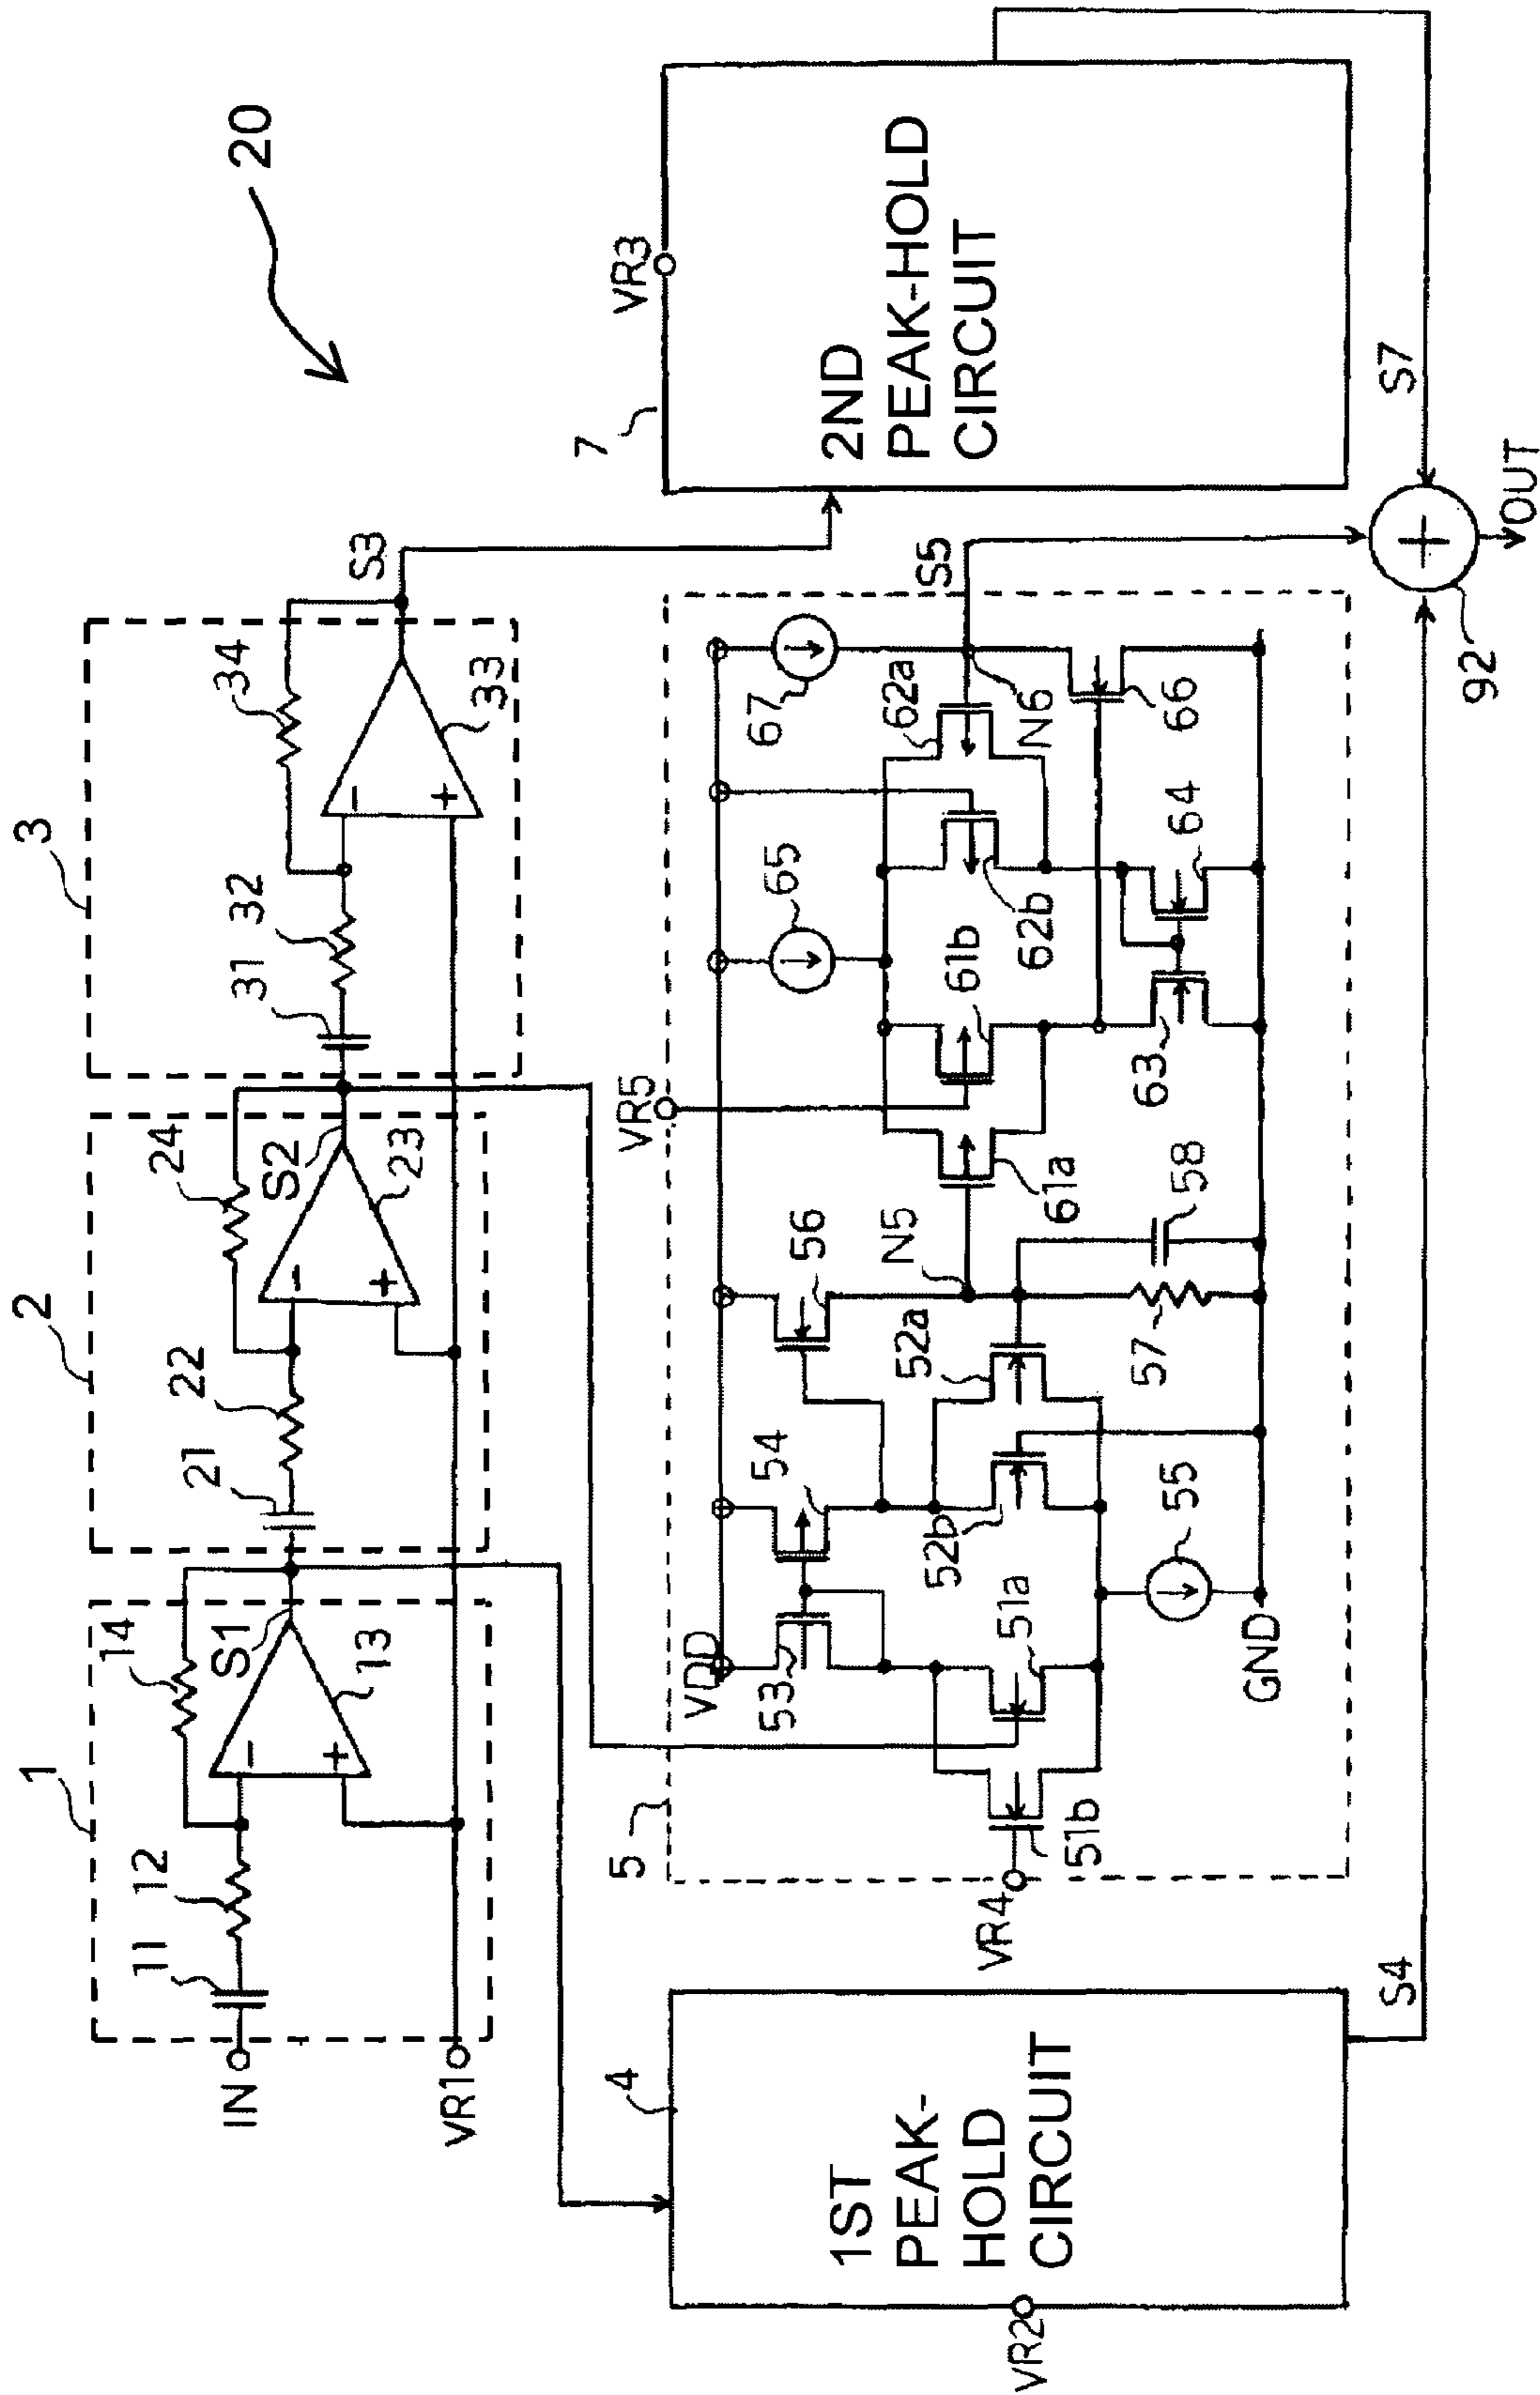 20
1
2
3
14
S1
13
12
11
IN
VR1
24
S2
23
22
21
34
33
32
31
S3
4
1ST
PEAK-
HOLD
CIRCUIT
VR2
5
VR4
VDD
53
54
56
51a
51b
52b
52a
55
GND
N5
57
58
VR5
61a
61b
65
62b
62a
67
N6
63
64
66
S5
7
VR3
2ND
PEAK-HOLD
CIRCUIT
S4
S7
92
OUT